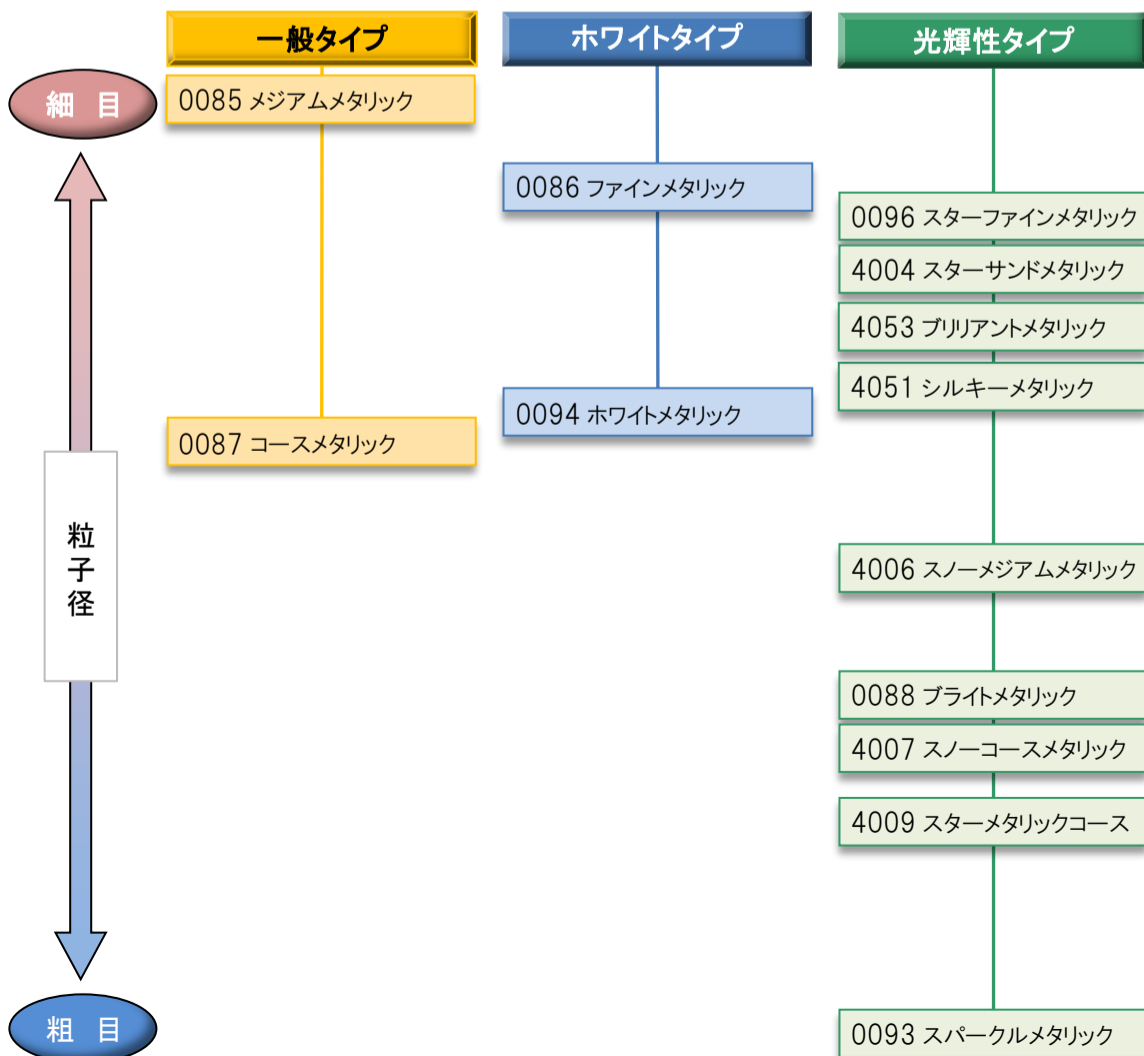 一般タイプ
ホワイトタイプ
光輝性タイプ
細 目
0085 メジアムメタリック
0086 ファインメタリック
0096 スターファインメタリック
4004 スターサンドメタリック
4053 ブリリアントメタリック
4051 シルキーメタリック
0094 ホワイトメタリック
0087 コースメタリック
粒子径
4006 スノーメジアムメタリック
0088 ブライトメタリック
4007 スノーコースメタリック
4009 スターメタリックコース
粗 目
0093 スパークルメタリック